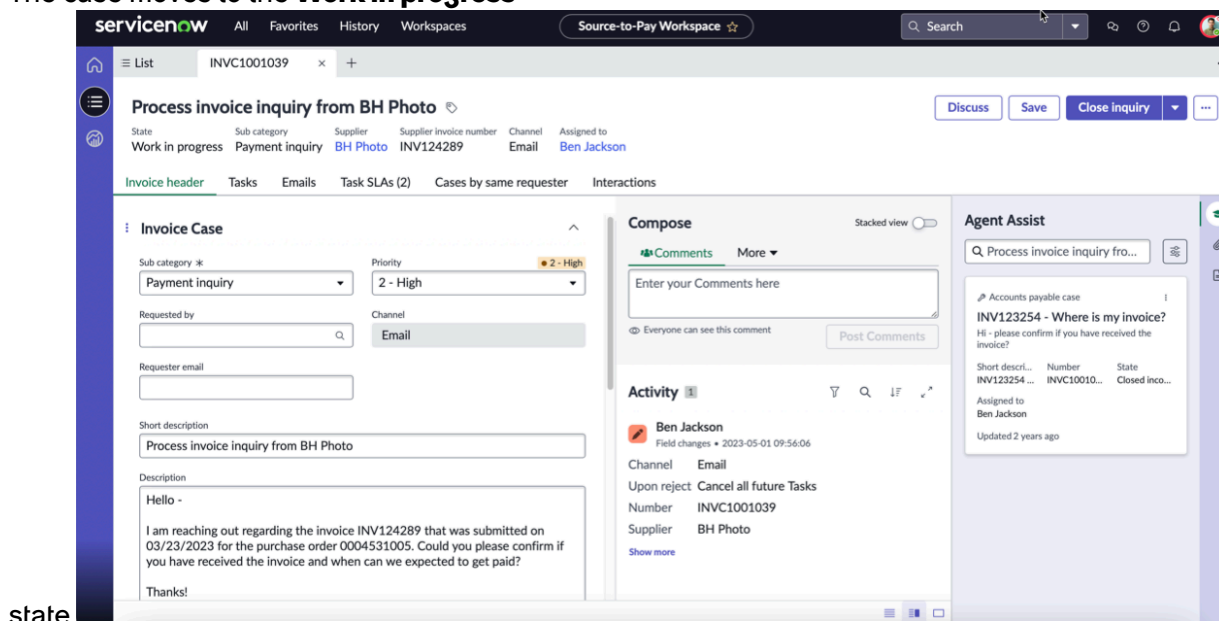 The case moves to the Work in progress
servicenow All Favorites History Workspaces Source-to-Pay Workspace Search
List INVC1001039 × +
Process invoice inquiry from BH Photo
Discuss Save Close inquiry
State Sub category Supplier Supplier invoice number Channel Assigned to
Work in progress Payment inquiry BH Photo INV124289 Email Ben Jackson
Invoice header Tasks Emails Task SLAs (2) Cases by same requester Interactions
Invoice Case
Sub category Priority 2 - High
Payment inquiry 2 - High
Requested by Channel
Email
Requester email
Short description
Process invoice inquiry from BH Photo
Description
Hello -
I am reaching out regarding the invoice INV124289 that was submitted on
03/23/2023 for the purchase order 0004531005. Could you please confirm if
you have received the invoice and when can we expected to get paid?
Thanks!
Compose Stacked view
Comments More
Enter your Comments here
Everyone can see this comment Post Comments
Activity 1
Ben Jackson
Field changes • 2023-05-01 09:56:06
Channel Email
Upon reject Cancel all future Tasks
Number INVC1001039
Supplier BH Photo
Show more
Agent Assist
Process invoice inquiry fro...
Accounts payable case
INV123254 - Where is my invoice?
Hi - please confirm if you have received the
invoice?
Short descri... Number State
INV123254 ... INVC10010... Closed inco...
Assigned to
Ben Jackson
Updated 2 years ago
state